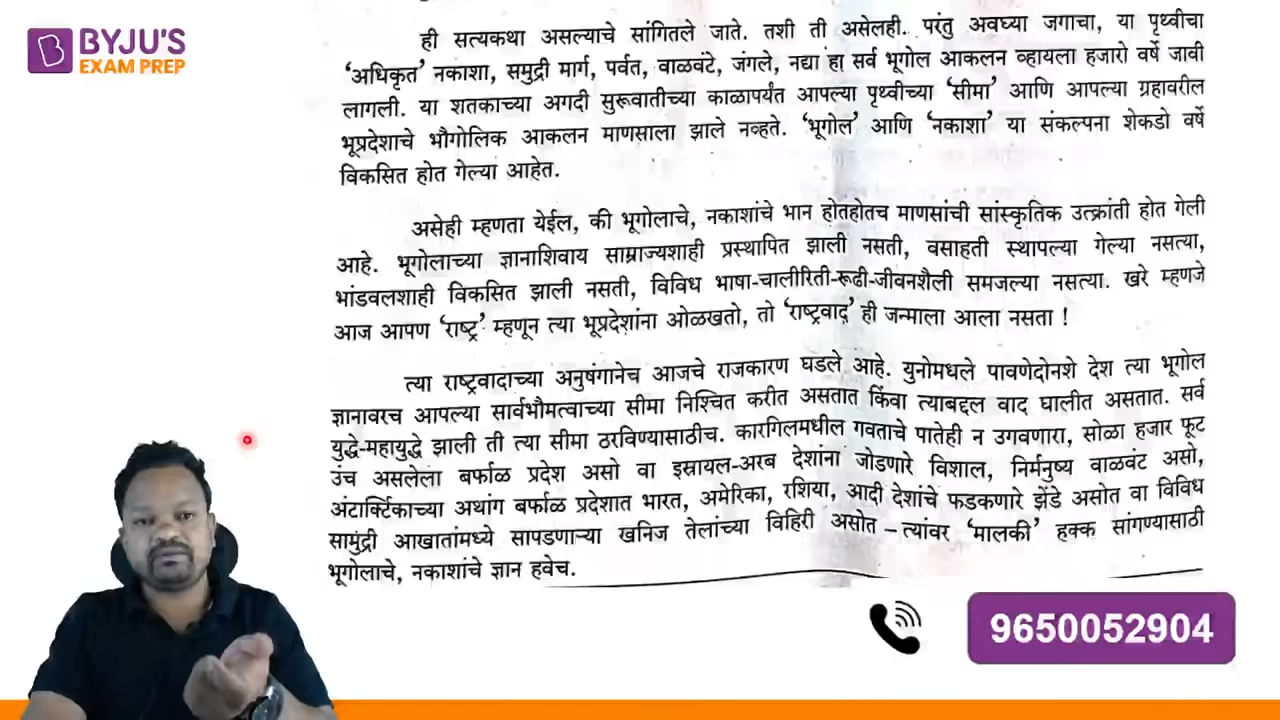 BYJU'S
EXAM PREP
ही सत्यकथा असल्याचे सांगितले जाते. तशी ती असेलही. परंतु अवघ्या जगाचा, या पृथ्वीचा
‘अधिकृत’ नकाशा, समुद्री मार्ग, पर्वत, वाळवंटे, जंगले, नद्या हा सर्व भूगोल आकलन व्हायला हजारो वर्षे जावी
लागली. या शतकाच्या अगदी सुरूवातीच्या काळापर्यंत आपल्या पृथ्वीच्या ‘सीमा’ आणि आपल्या ग्रहावरील
भूप्रदेशाचे भौगोलिक आकलन माणसाला झाले नव्हते. ‘भूगोल’ आणि ‘नकाशा’ या संकल्पना शेकडो वर्षे
विकसित होत गेल्या आहेत.
असेही म्हणता येईल, की भूगोलाचे, नकाशांचे भान होतहोतच माणसांची सांस्कृतिक उत्क्रांती होत गेली
आहे. भूगोलाच्या ज्ञानाशिवाय साम्राज्यशाही प्रस्थापित झाली नसती, वसाहती स्थापल्या गेल्या नसत्या,
भांडवलशाही विकसित झाली नसती, विविध भाषा-चालीरिती-रूढी-जीवनशैली समजल्या नसत्या. खरे म्हणजे
आज आपण ‘राष्ट्र’ म्हणून त्या भूप्रदेशांना ओळखतो, तो ‘राष्ट्रवाद’ ही जन्माला आला नसता !
त्या राष्ट्रवादाच्या अनुषंगानेच आजचे राजकारण घडले आहे. युनोमधले पावणेदोनशे देश त्या भूगोल
ज्ञानावरच आपल्या सार्वभौमत्वाच्या सीमा निश्चित करीत असतात किंवा त्याबद्दल वाद घालीत असतात. सर्व
युद्धे-महायुद्धे झाली ती त्या सीमा ठरविण्यासाठीच. कारगिलमधील गवताचे पातेही न उगवणारा, सोळा हजार फूट
उंच असलेला बर्फाळ प्रदेश असो वा इस्रायल-अरब देशांना जोडणारे विशाल, निर्मनुष्य वाळवंट असो,
अंटार्क्टिकाच्या अथांग बर्फाळ प्रदेशात भारत, अमेरिका, रशिया, आदी देशांचे फडकणारे झेंडे असोत वा विविध
सामुद्री आखातांमध्ये सापडणाऱ्या खनिज तेलांच्या विहिरी असोत – त्यांवर ‘मालकी’ हक्क सांगण्यासाठी
भूगोलाचे, नकाशांचे ज्ञान हवेच.
9650052904